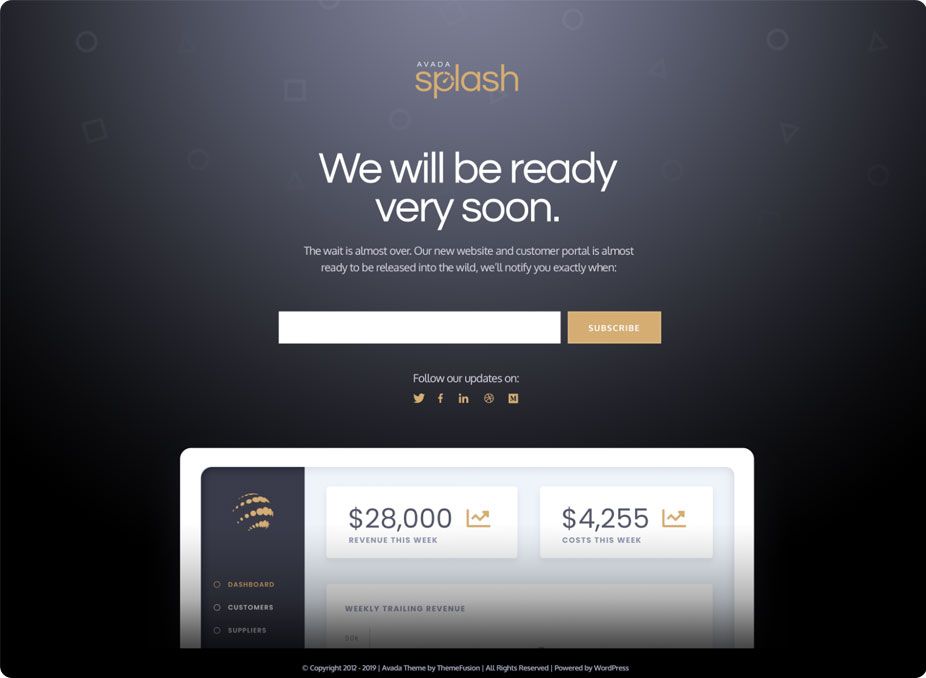 AVADA
splash
We will be ready
very soon.
The wait is almost over. Our new website and customer portal is almost
ready to be released into the wild, we'll notify you exactly when:
SUBSCRIBE
Follow our updates on:
$28,000
REVENUE THIS WEEK
$4,255
COSTS THIS WEEK
DASHBOARD
CUSTOMERS
WEEKLY TRAILING REVENUE
SUPPLIERS
90k
© Copyright 2012 - 2019 | Avada Theme by ThemeFusion | All Rights Reserved | Powered by WordPress